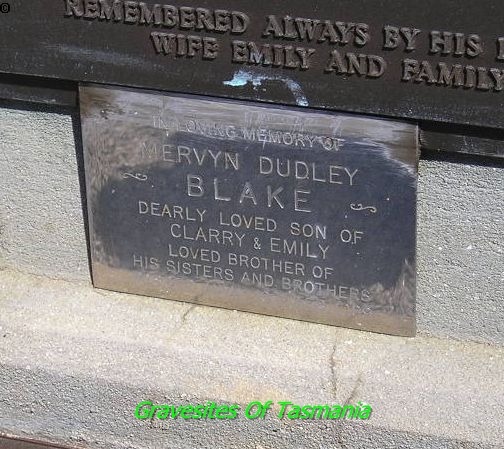 ©
REMEMBERED ALWAYS BY HIS
WIFE EMILY AND FAMILY
IN LOVING MEMORY OF
MERVYN DUDLEY
BLAKE
DEARLY LOVED SON OF
CLARRY & EMILY
LOVED BROTHER OF
HIS SISTERS AND BROTHERS
Gravesites Of Tasmania